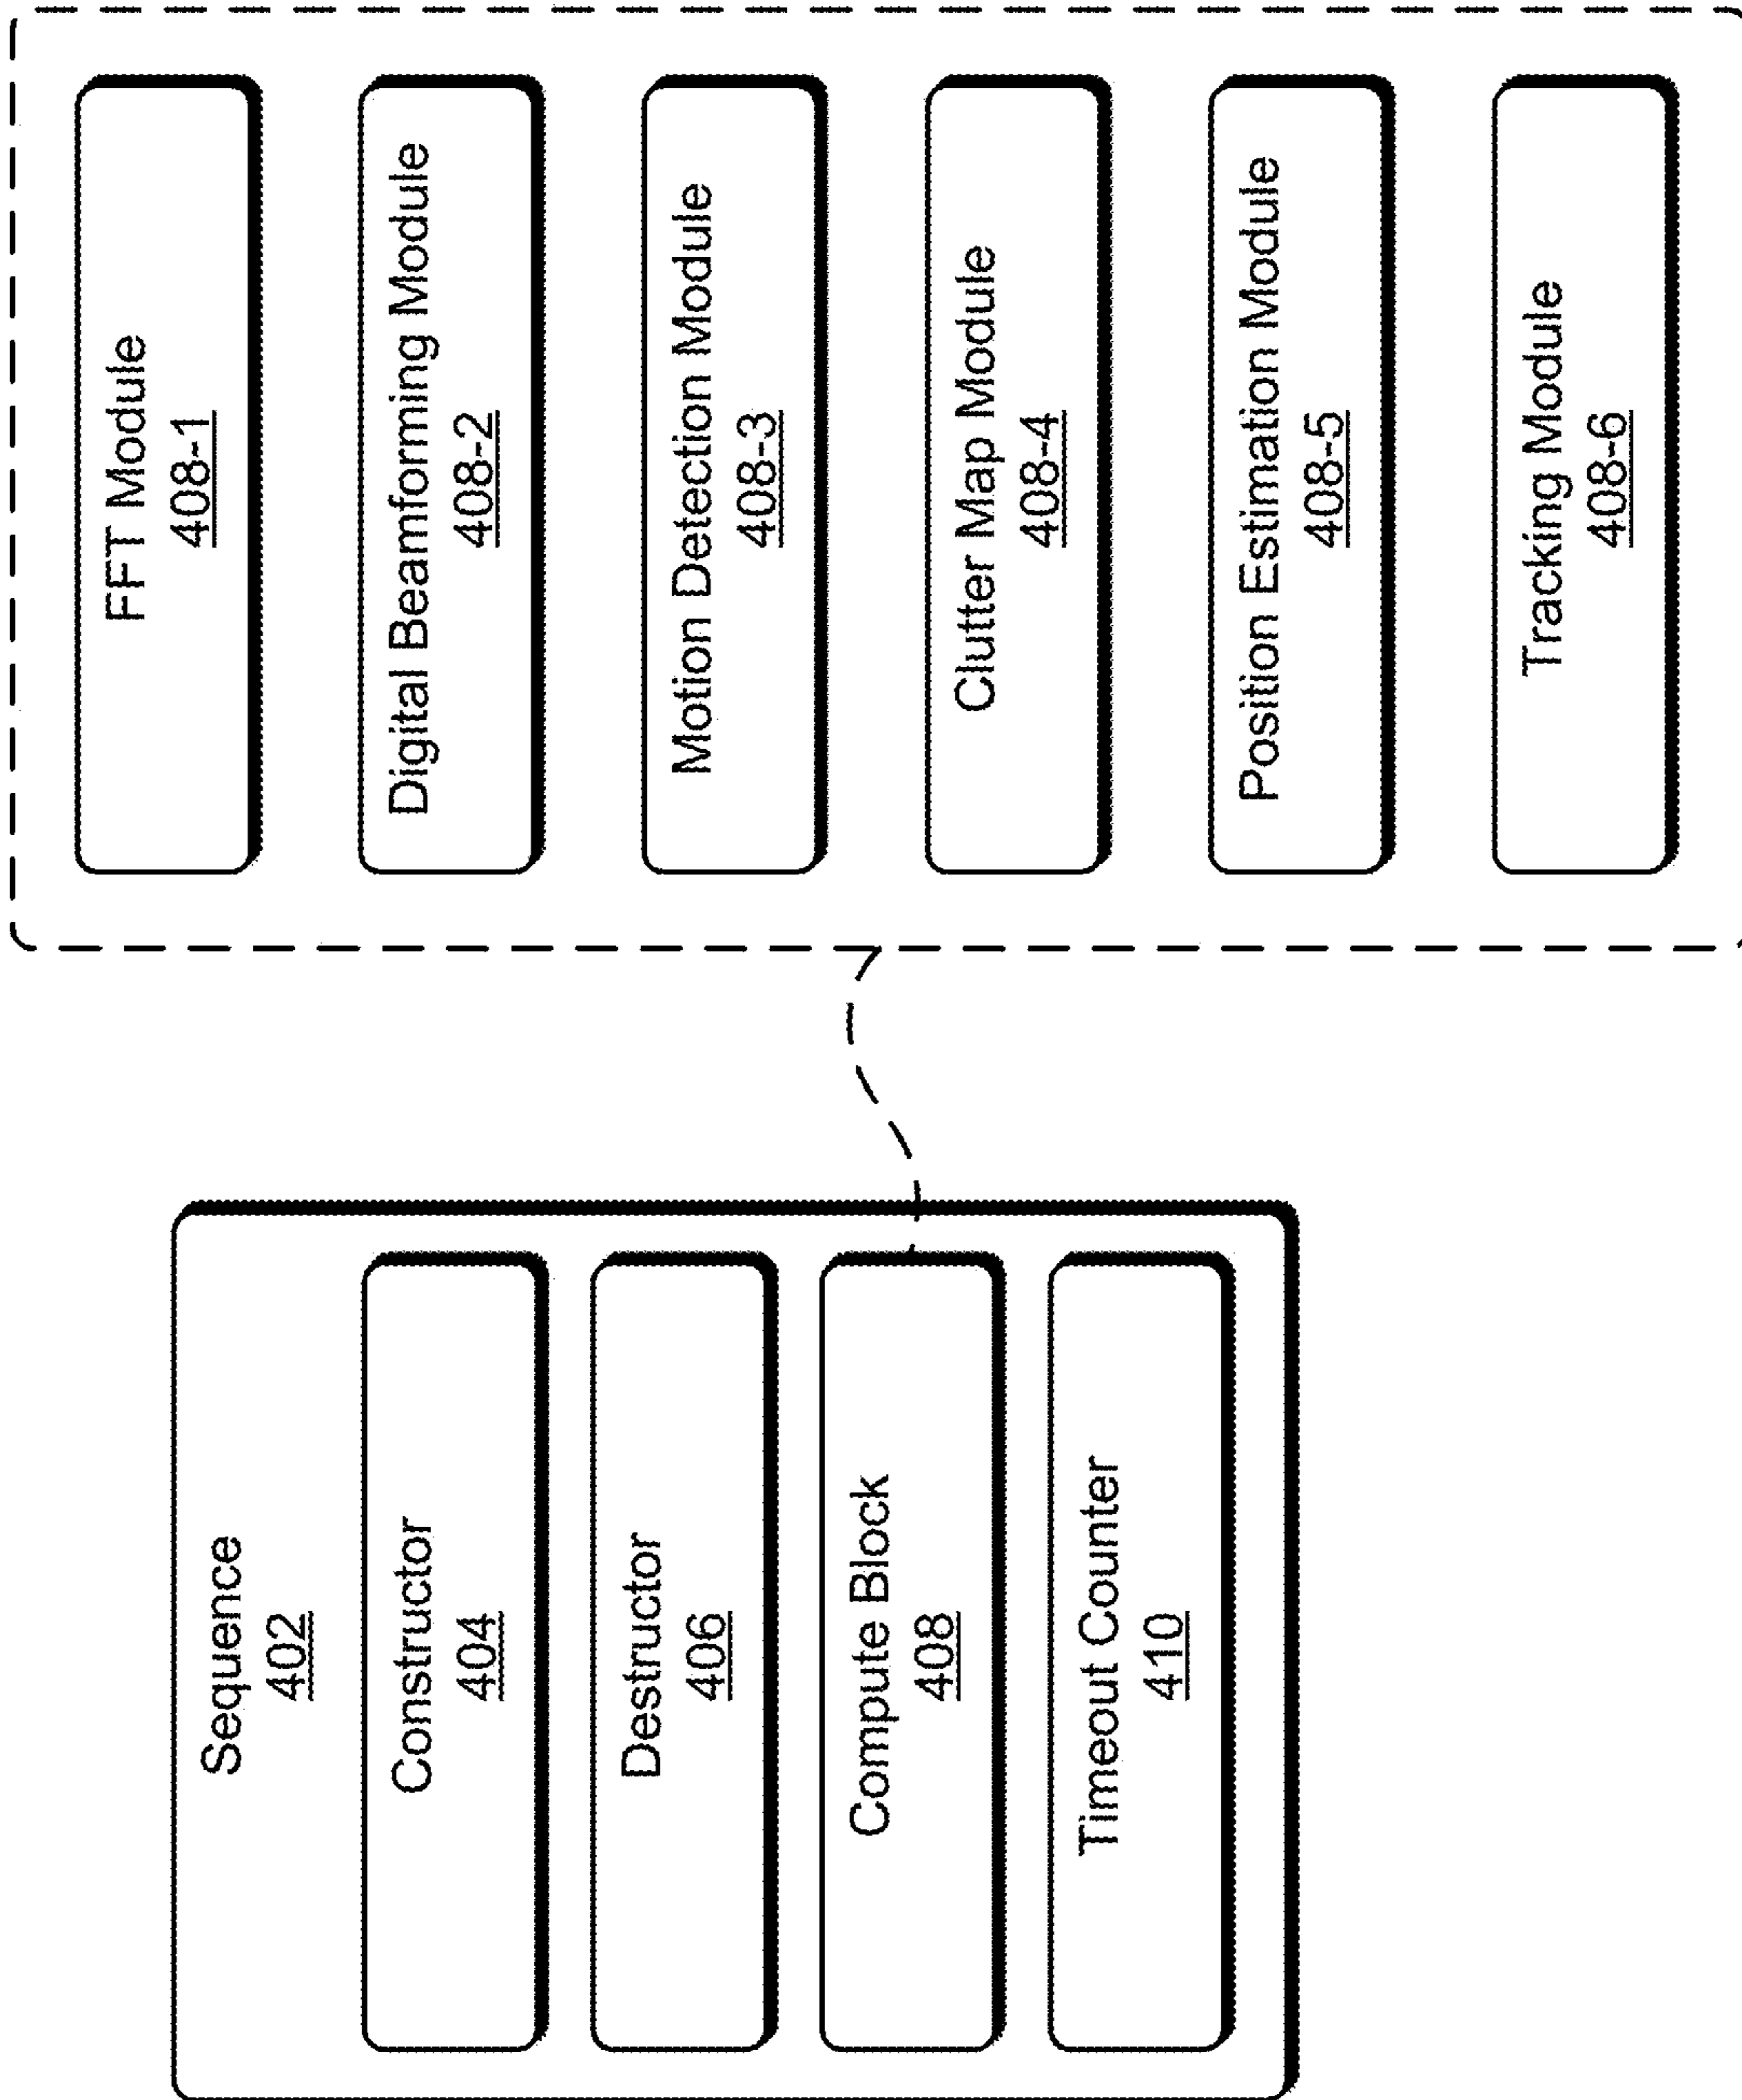 Sequence
402
Constructor
404
Destructor
406
Compute Block
408
Timeout Counter
410
FFT Module
408-1
Digital Beamforming Module
408-2
Motion Detection Module
408-3
Clutter Map Module
408-4
Position Estimation Module
408-5
Tracking Module
408-6